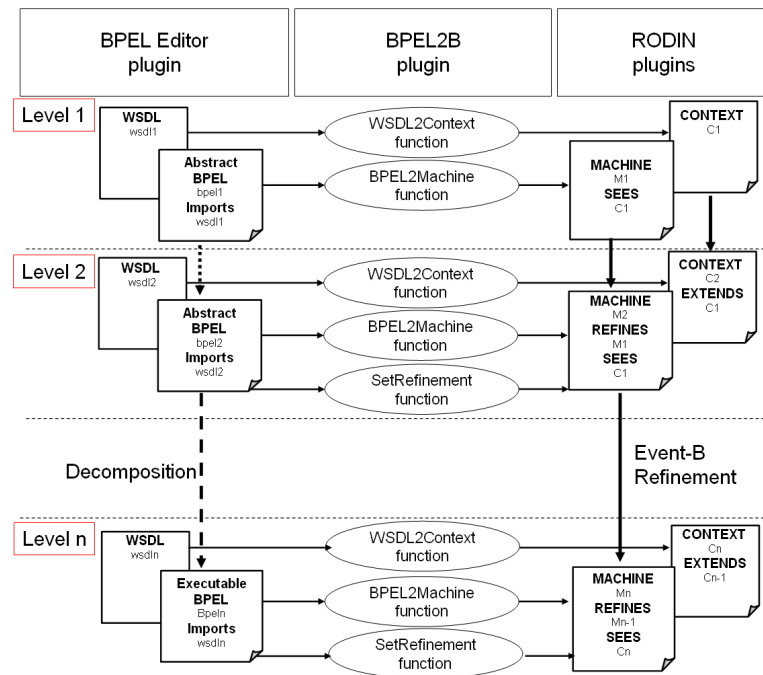 BPEL Editor
plugin
BPEL2B
plugin
RODIN
plugins
Level 1
WSDL
wsdl1
Abstract
BPEL
bpel1
Imports
wsdl1
WSDL2Context
function
BPEL2Machine
function
CONTEXT
C1
MACHINE
M1
SEES
C1
Level 2
WSDL
wsdl2
Abstract
BPEL
bpel2
Imports
wsdl2
WSDL2Context
function
BPEL2Machine
function
SetRefinement
function
CONTEXT
C2
EXTENDS
C1
MACHINE
M2
REFINES
M1
SEES
C1
Decomposition
Event-B
Refinement
Level n
WSDL
wsdln
Executable
BPEL
Bpeln
Imports
wsdln
WSDL2Context
function
BPEL2Machine
function
SetRefinement
function
CONTEXT
Cn
EXTENDS
Cn-1
MACHINE
Mn
REFINES
Mn-1
SEES
Cn